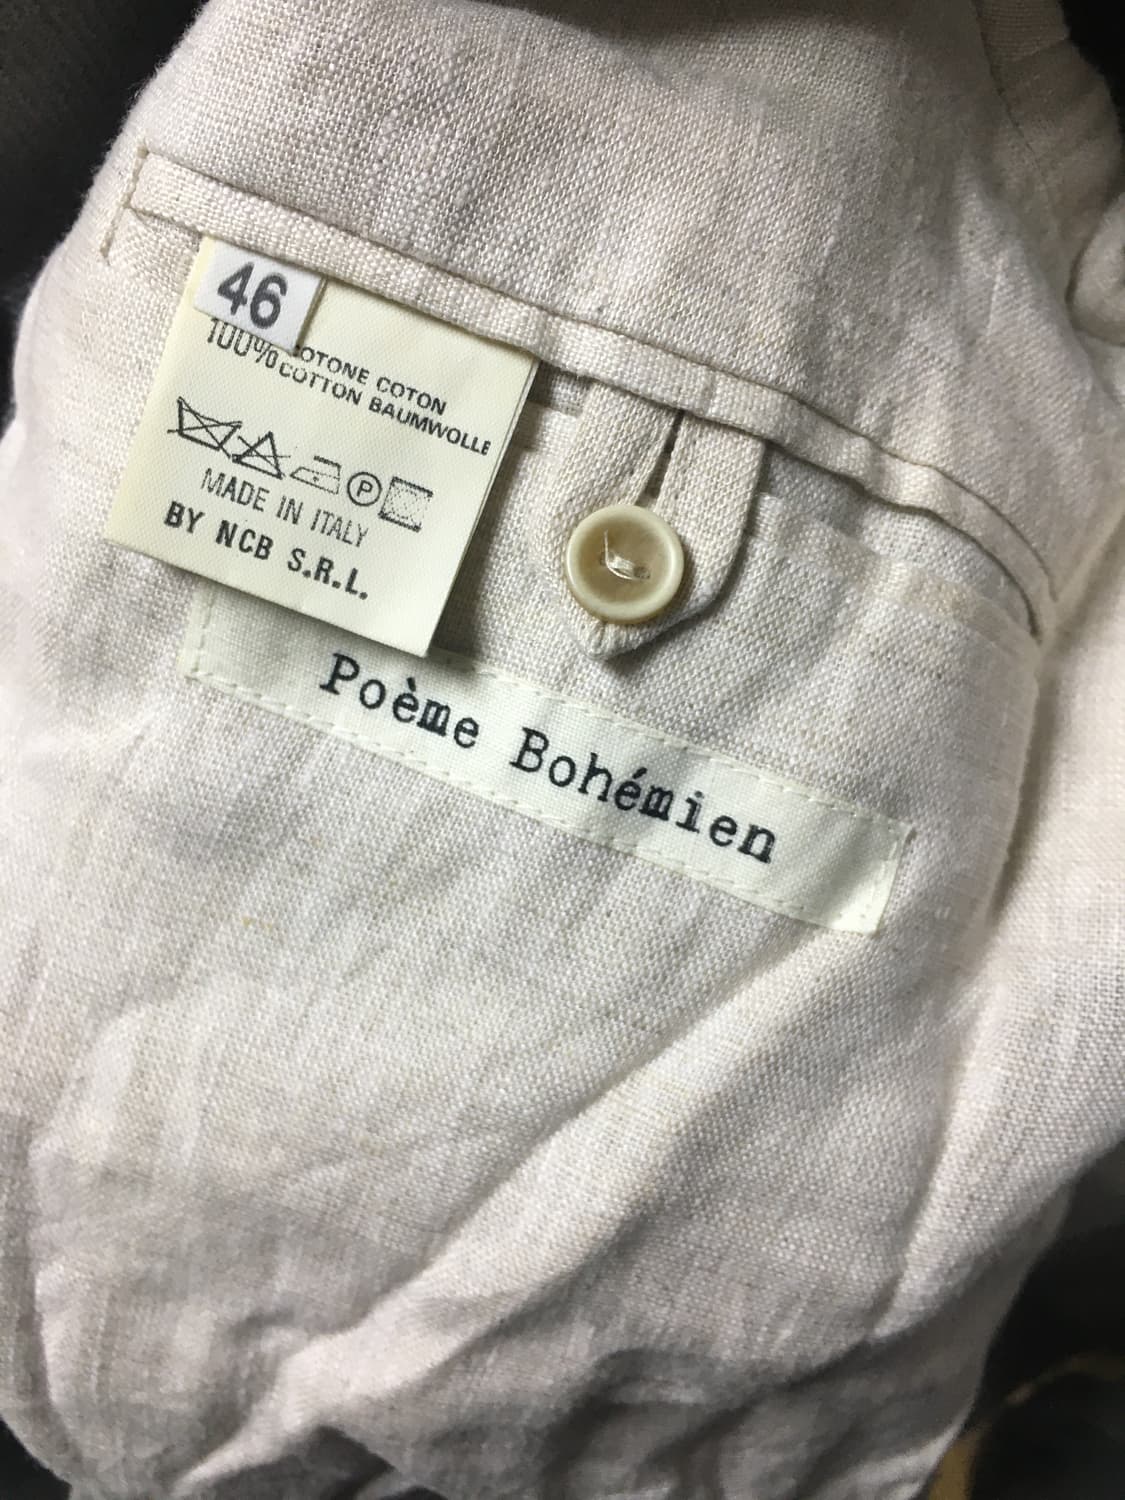 46
100% COTONE COTON
COTTON BAUMWOLLE
P
MADE IN ITALY
BY NCB S.R.L.
Poème Bohémien